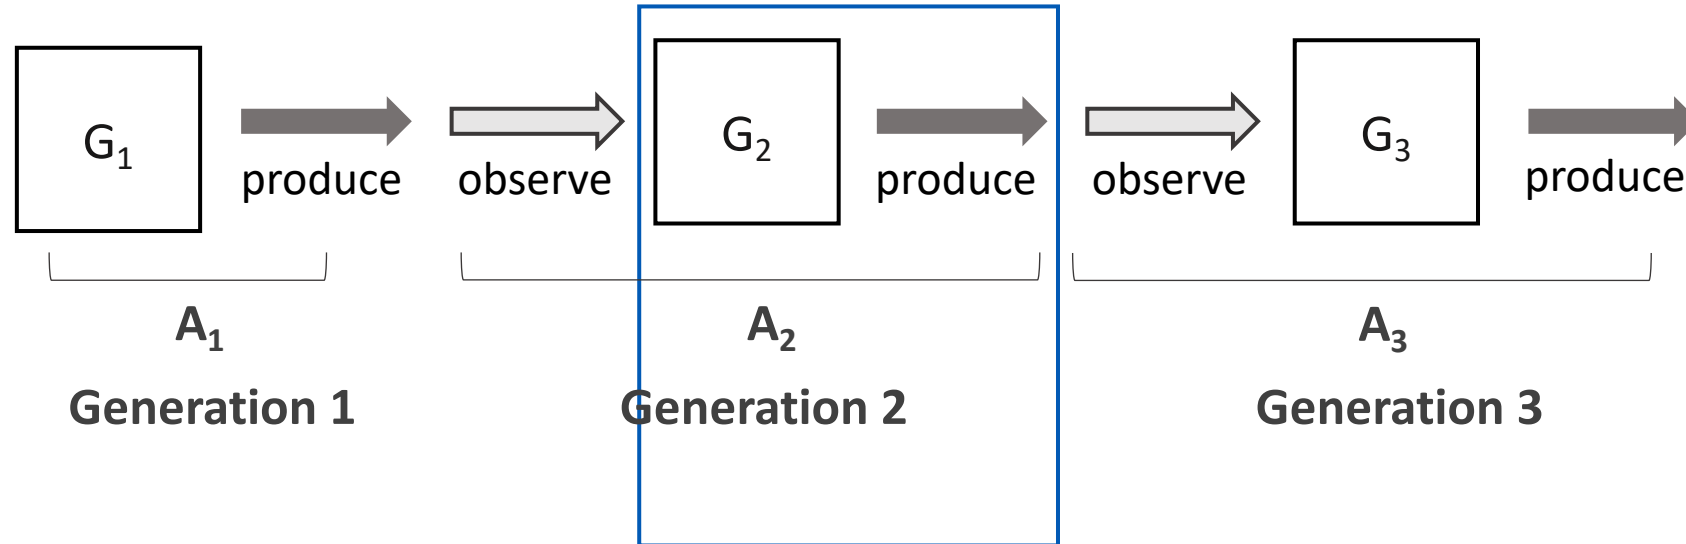 G₁
G₂
G₃
produce
observe
produce
observe
produce
A₁
A₂
A₃
Generation 1
Generation 2
Generation 3